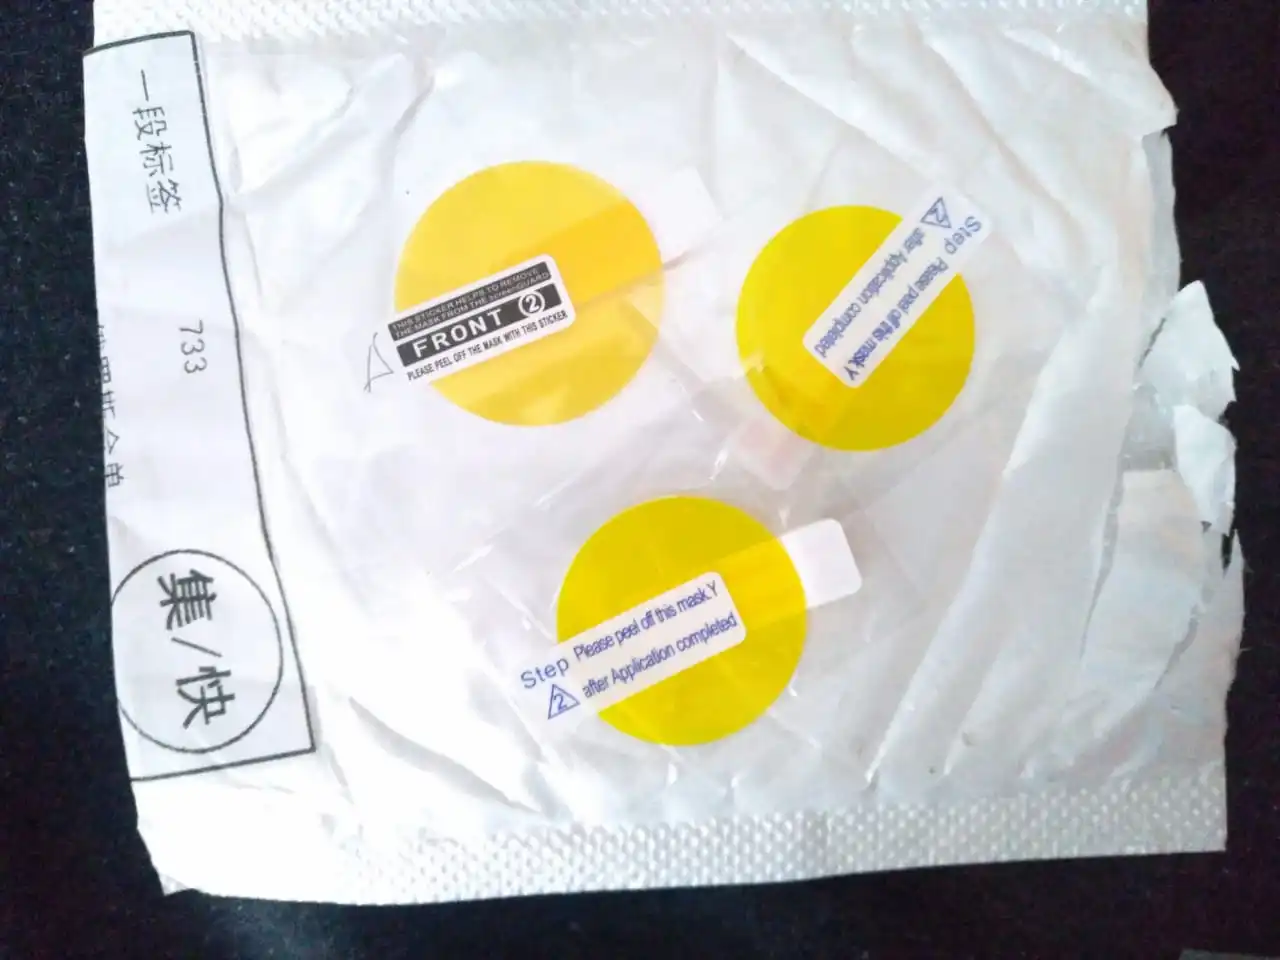 一段标签
733
集/快
THIS STICKER HELPS TO REMOVE
THE MASK FROM THE screenGUARD
FRONT ②
PLEASE PEEL OFF THE MASK WITH THIS STICKER
Step Please peel off this mask Y
2 after Application completed
Step Please peel off this mask Y
2 after Application completed